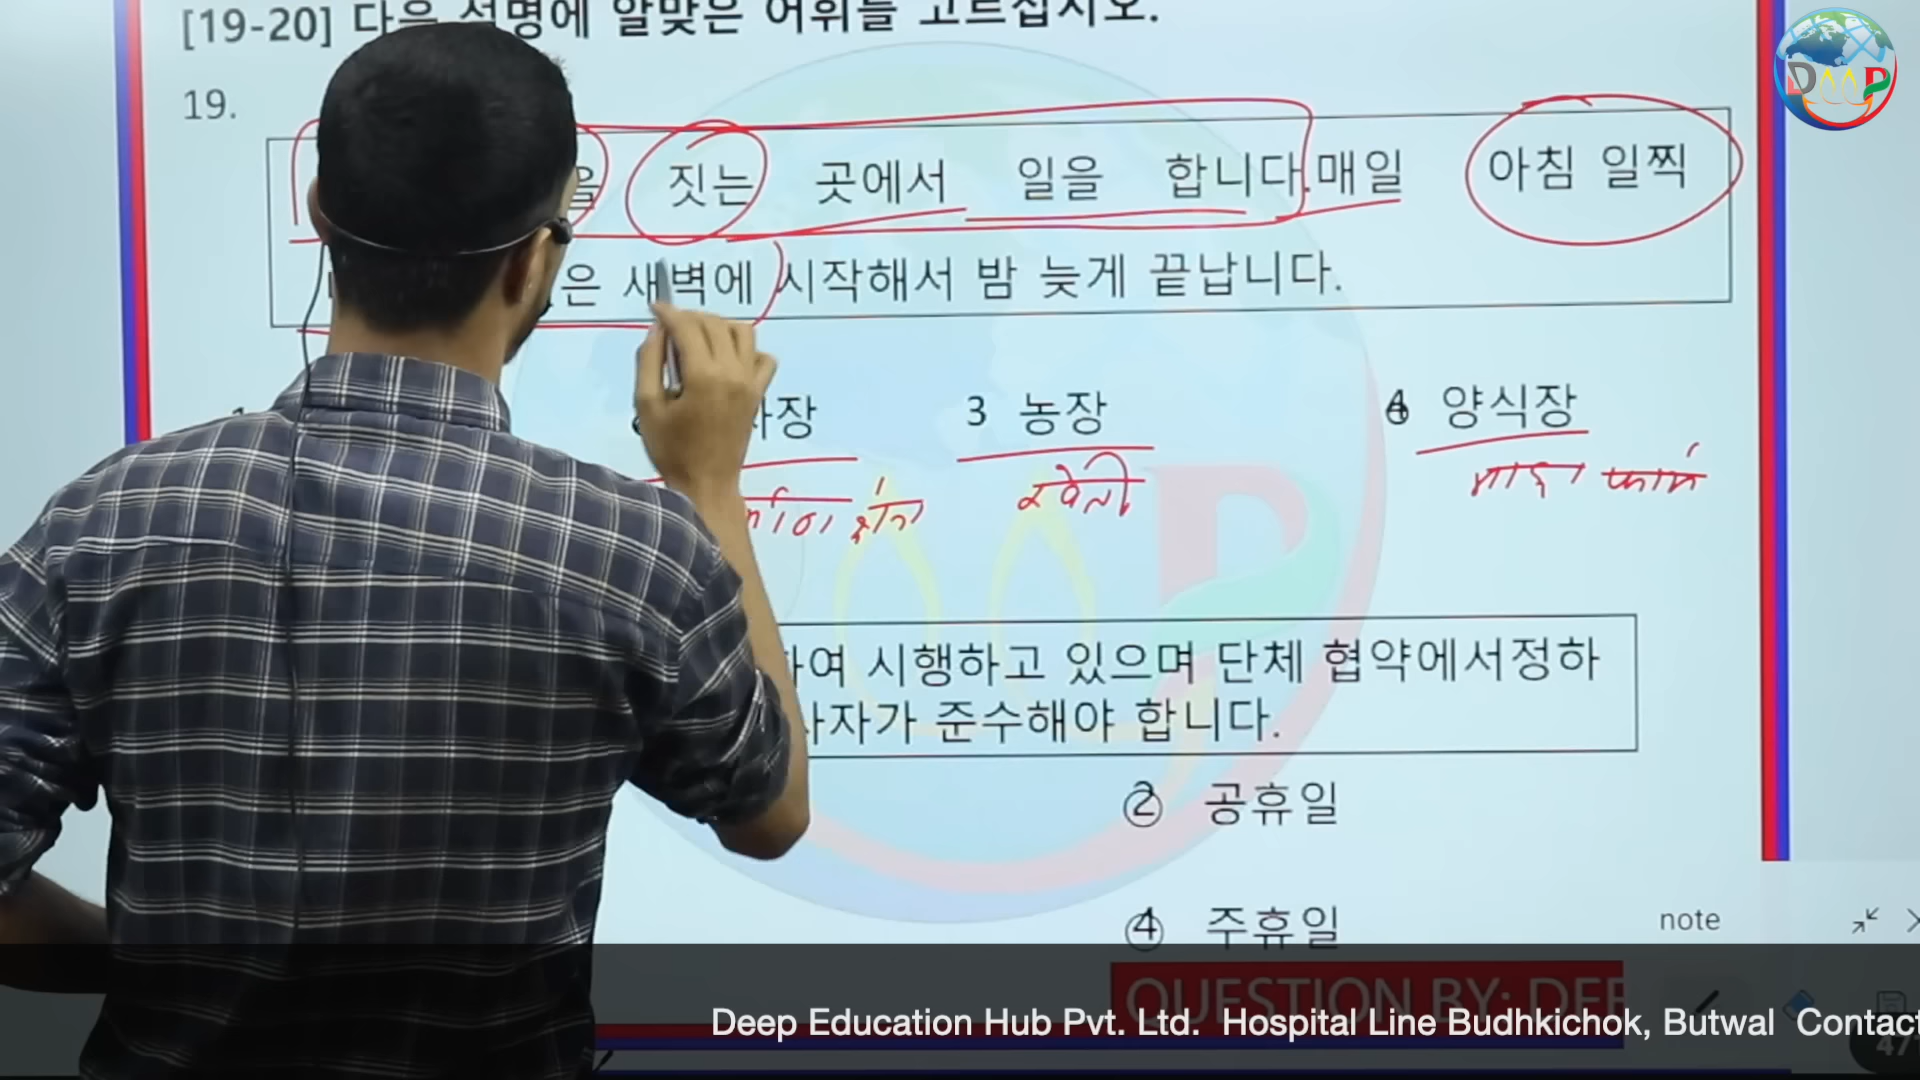 [19-20] 다음 설명에 알맞은 어휘를 고르십시오.
19.
짓는 곳에서 일을 합니다. 매일 아침 일찍
은 새벽에 시작해서 밤 늦게 끝납니다.
3 농장
4 양식장
खेती
माछा फार्म
하여 시행하고 있으며 단체 협약에서정하
사자가 준수해야 합니다.
② 공휴일
④ 주휴일
note
QUESTION BY: DEE
Deep Education Hub Pvt. Ltd. Hospital Line Budhkichok, Butwal Contact